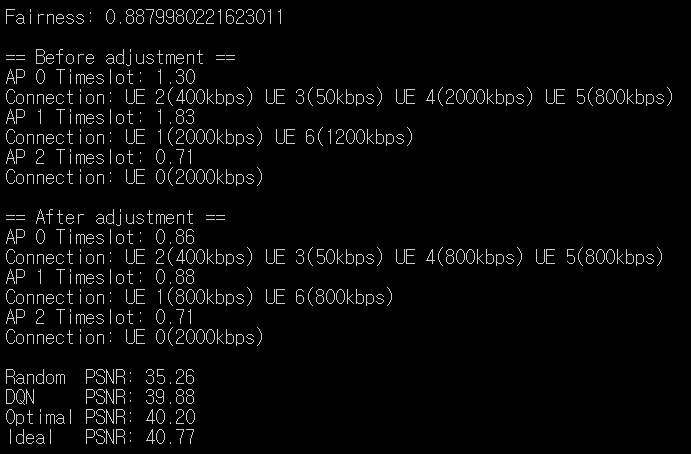 Fairness: 0.8879980221623011
== Before adjustment ==
AP 0 Timeslot: 1.30
Connection: UE 2(400kbps) UE 3(50kbps) UE 4(2000kbps) UE 5(800kbps)
AP 1 Timeslot: 1.83
Connection: UE 1(2000kbps) UE 6(1200kbps)
AP 2 Timeslot: 0.71
Connection: UE 0(2000kbps)
== After adjustment ==
AP 0 Timeslot: 0.86
Connection: UE 2(400kbps) UE 3(50kbps) UE 4(800kbps) UE 5(800kbps)
AP 1 Timeslot: 0.88
Connection: UE 1(800kbps) UE 6(800kbps)
AP 2 Timeslot: 0.71
Connection: UE 0(2000kbps)
Random PSNR: 35.26
DQN PSNR: 39.88
Optimal PSNR: 40.20
Ideal PSNR: 40.77